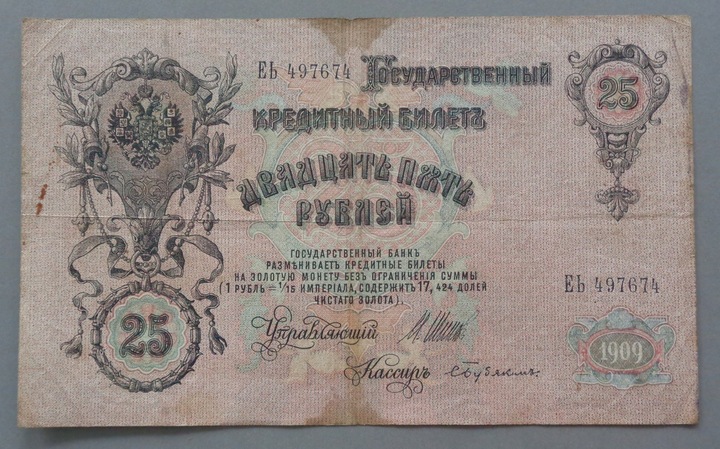 ЕЬ 497674
Государственный
25
Кредитный Билетъ
Двадцать пять
рублей
ГОСУДАРСТВЕННЫЙ БАНКЪ
РАЗМѢНИВАЕТЪ КРЕДИТНЫЕ БИЛЕТЫ
НА ЗОЛОТУЮ МОНЕТУ БЕЗЪ ОГРАНИЧЕНІЯ СУММЫ
(1 РУБЛЬ = 1/15 ИМПЕРІАЛА, СОДЕРЖИТЪ 17,424 ДОЛЕЙ
ЧИСТАГО ЗОЛОТА).
ЕЬ 497674
25
Управляющій И Шипъ
1909
Кассиръ